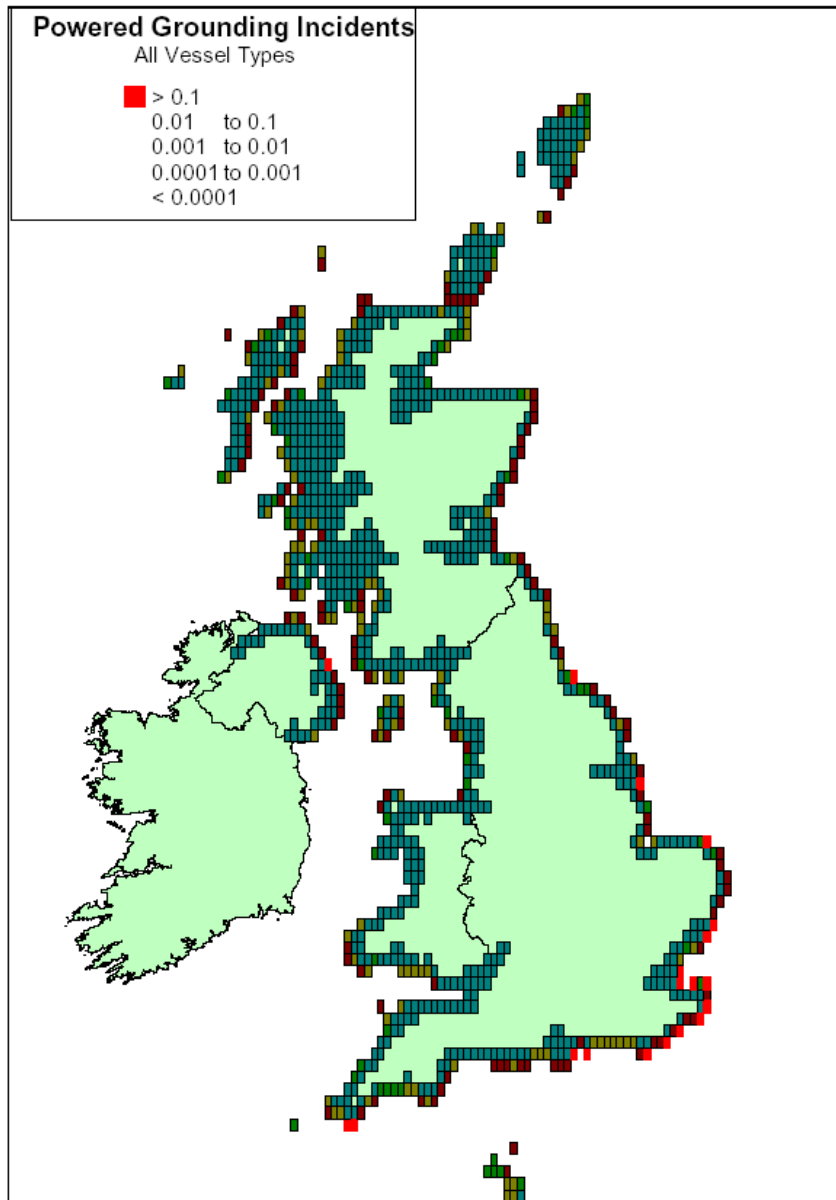 Powered Grounding Incidents
All Vessel Types
> 0.1
0.01 to 0.1
0.001 to 0.01
0.0001 to 0.001
< 0.0001